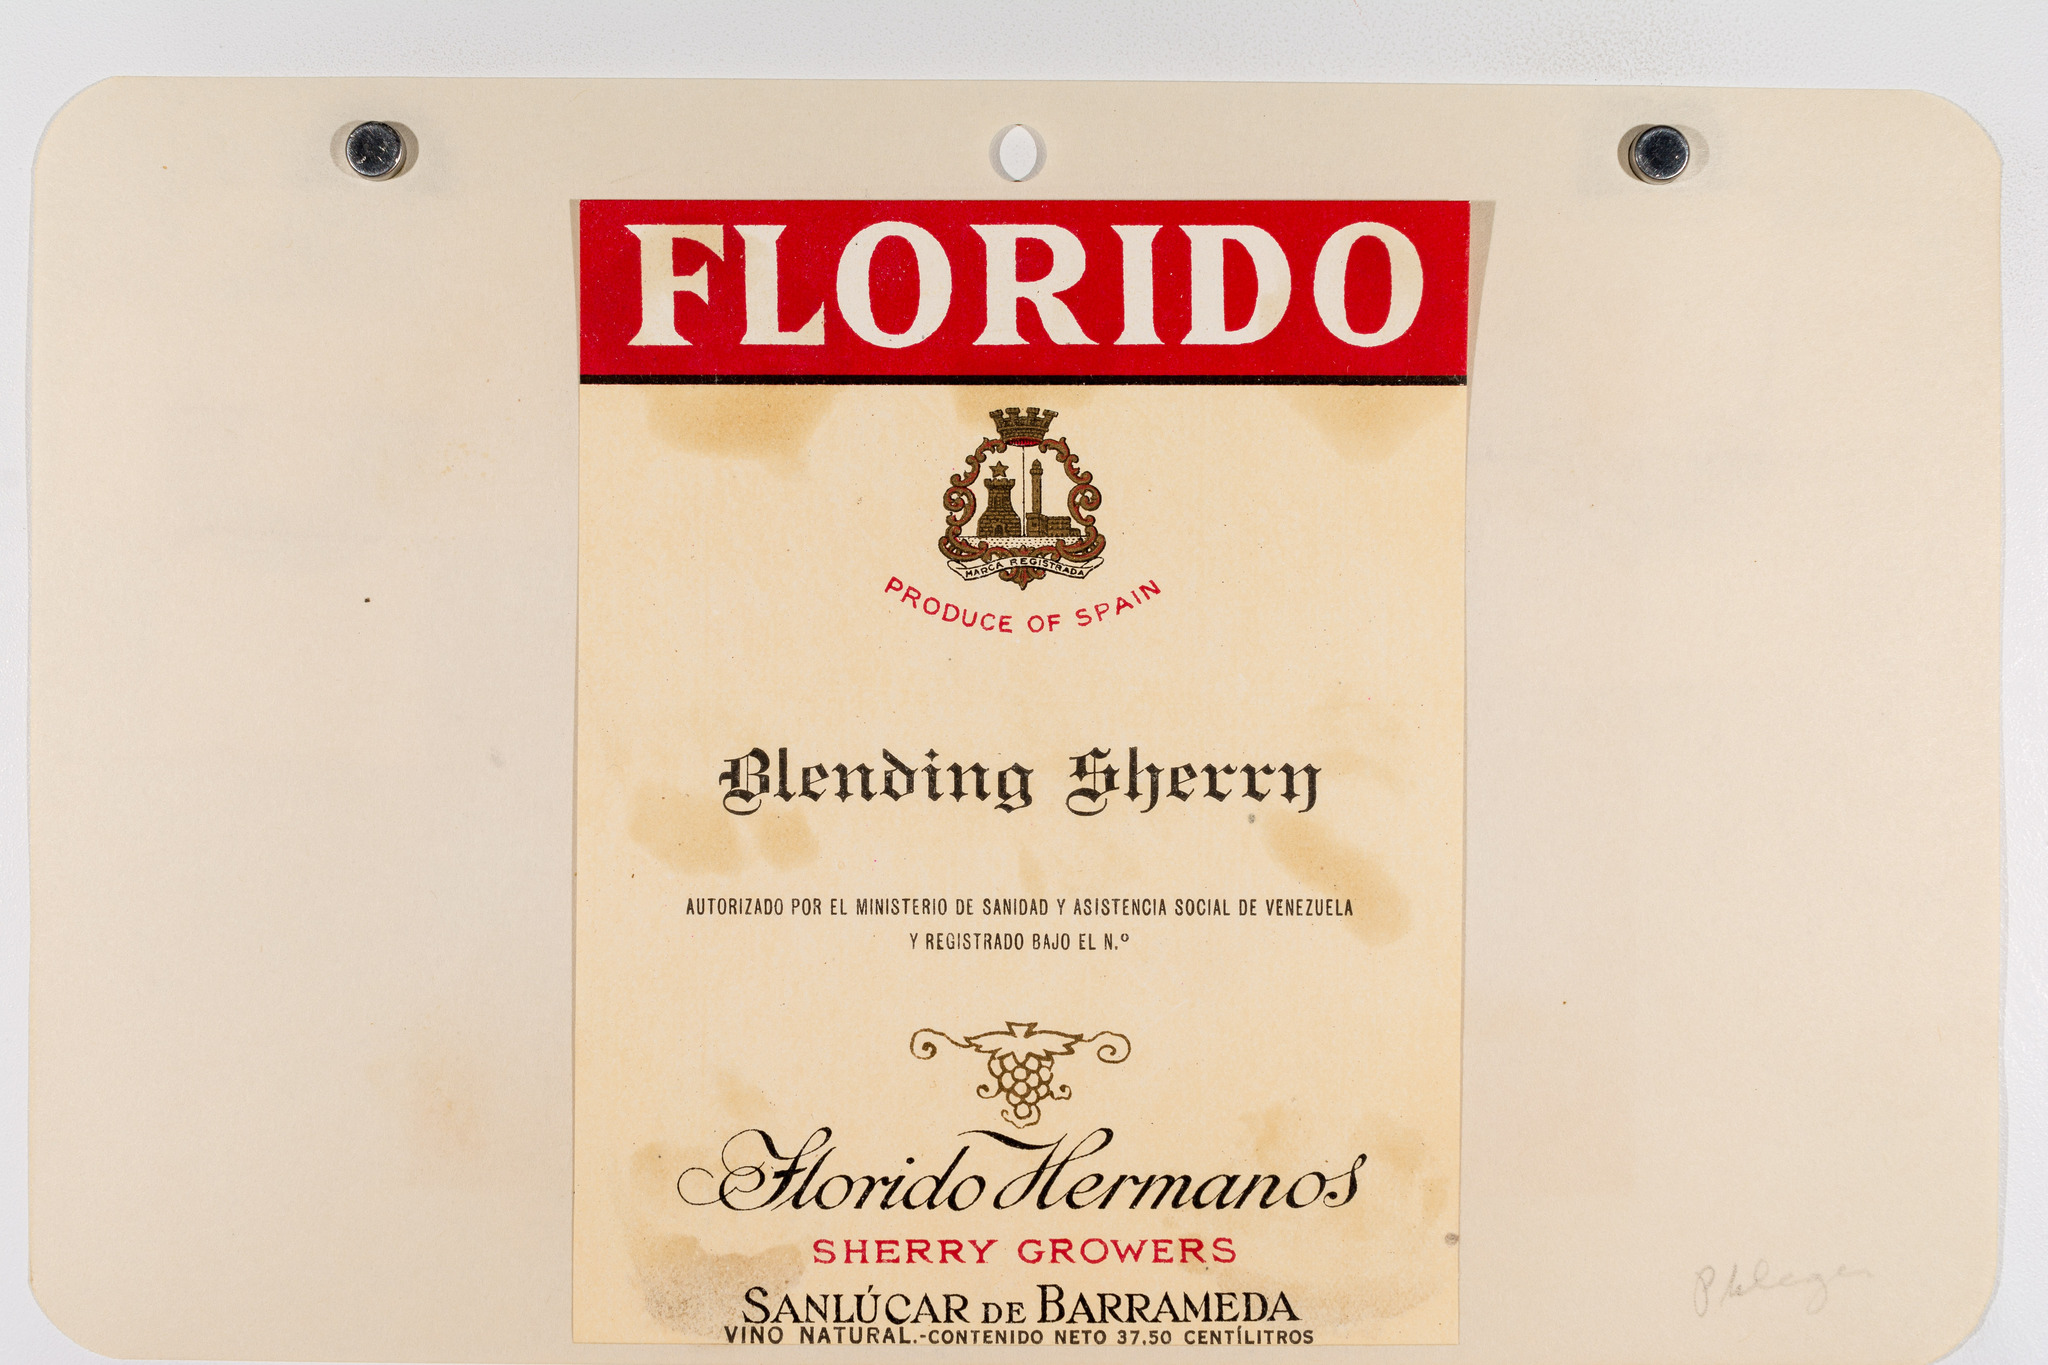 FLORIDO
MARCA REGISTRADA
PRODUCE OF SPAIN
Blending Sherry
AUTORIZADO POR EL MINISTERIO DE SANIDAD Y ASISTENCIA SOCIAL DE VENEZUELA
Y REGISTRADO BAJO EL N.º
Florido Hermanos
SHERRY GROWERS
SANLÚCAR DE BARRAMEDA
VINO NATURAL.-CONTENIDO NETO 37,50 CENTÍLITROS